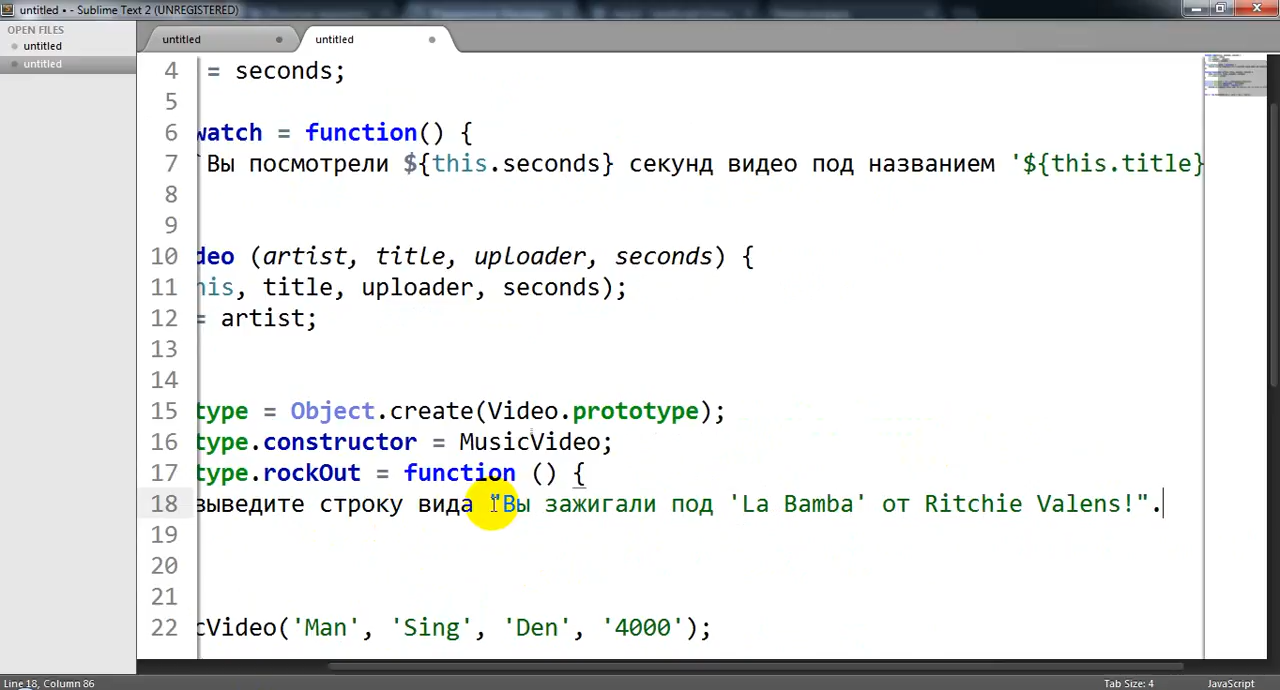 untitled • - Sublime Text 2 (UNREGISTERED)
OPEN FILES
untitled
untitled
untitled
untitled
4 = seconds;
5
6 watch = function() {
7 `Вы посмотрели ${this.seconds} секунд видео под названием '${this.title}
8
9
10 deo (artist, title, uploader, seconds) {
11 his, title, uploader, seconds);
12 = artist;
13
14
15 type = Object.create(Video.prototype);
16 type.constructor = MusicVideo;
17 type.rockOut = function () {
18 выведите строку вида "Вы зажигали под 'La Bamba' от Ritchie Valens!".
19
20
21
22 cVideo('Man', 'Sing', 'Den', '4000');
Line 18, Column 86
Tab Size: 4
JavaScript